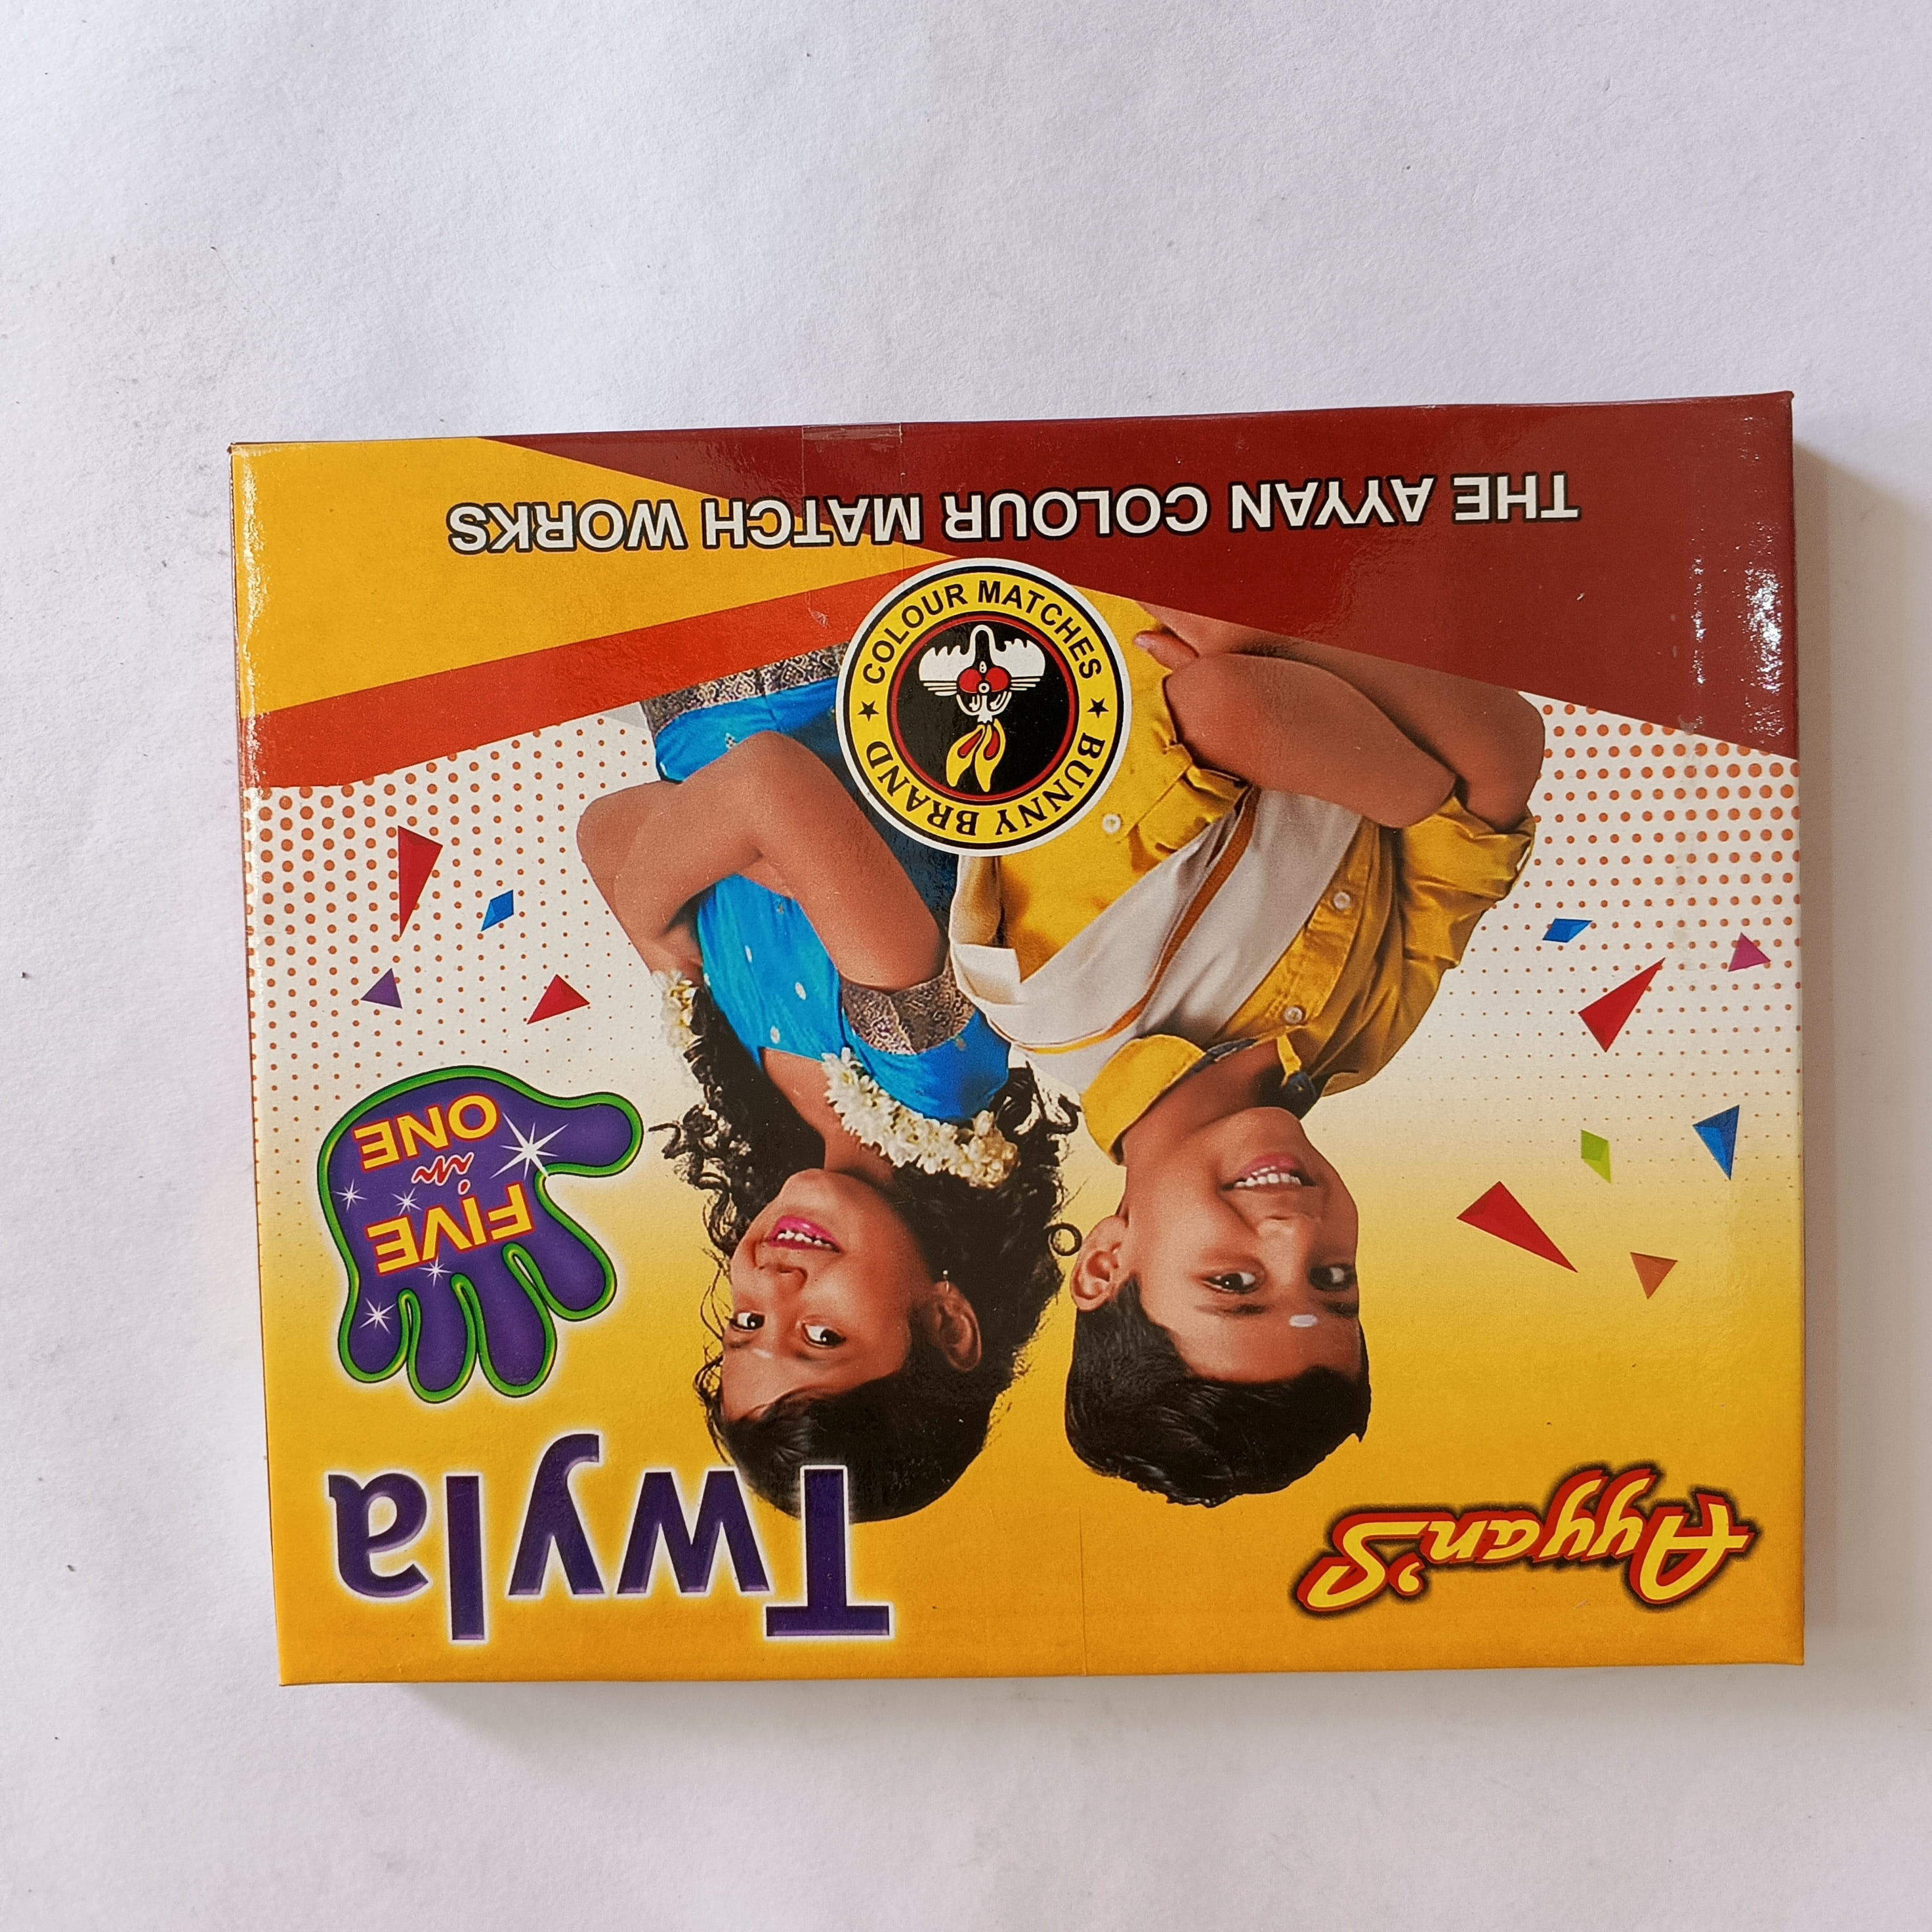 Ayyan'S
Twyla
FIVE
in
ONE
BUNNY BRAND
COLOUR MATCHES
THE AYYAN COLOUR MATCH WORKS